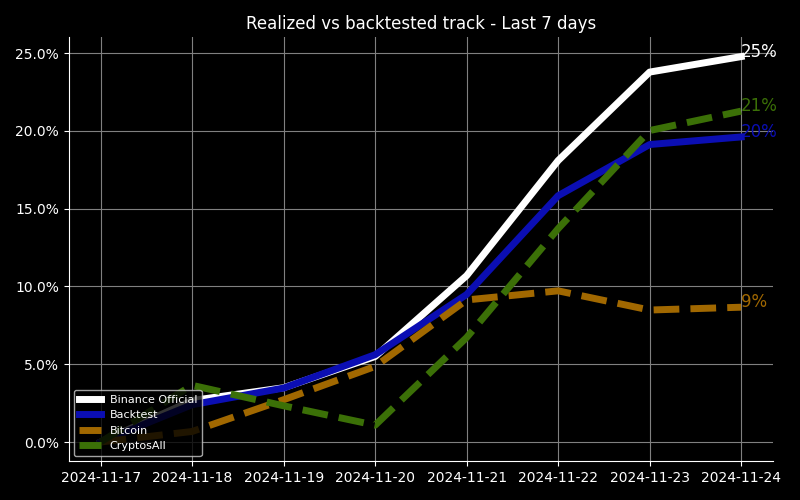 Realized vs backtested track - Last 7 days
25.0%
20.0%
15.0%
10.0%
5.0%
0.0%
25%
21%
20%
9%
Binance Official
Backtest
Bitcoin
CryptosAll
2024-11-17 2024-11-18 2024-11-19 2024-11-20 2024-11-21 2024-11-22 2024-11-23 2024-11-24